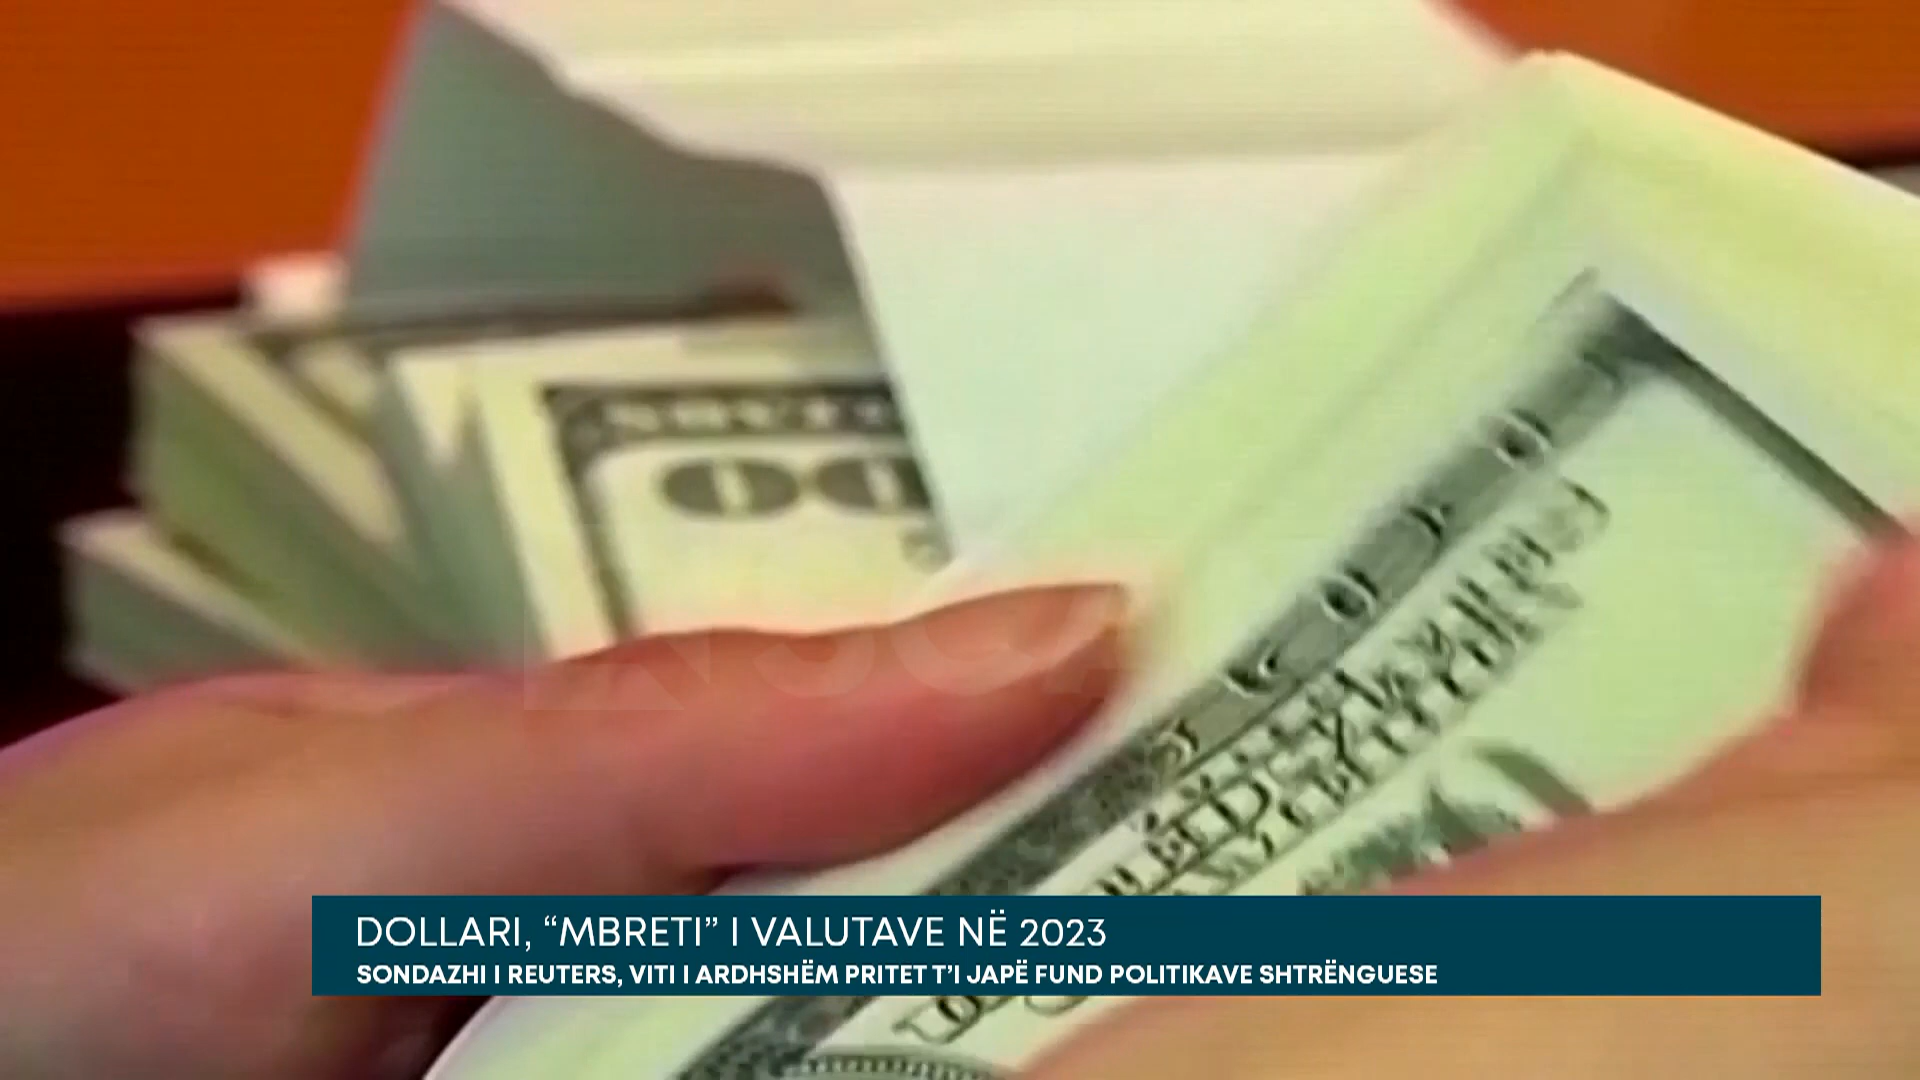 DOLLARI, “MBRETI” I VALUTAVE NË 2023
SONDAZHI I REUTERS, VITI I ARDHSHËM PRITET T’I JAPË FUND POLITIKAVE SHTRËNGUESE